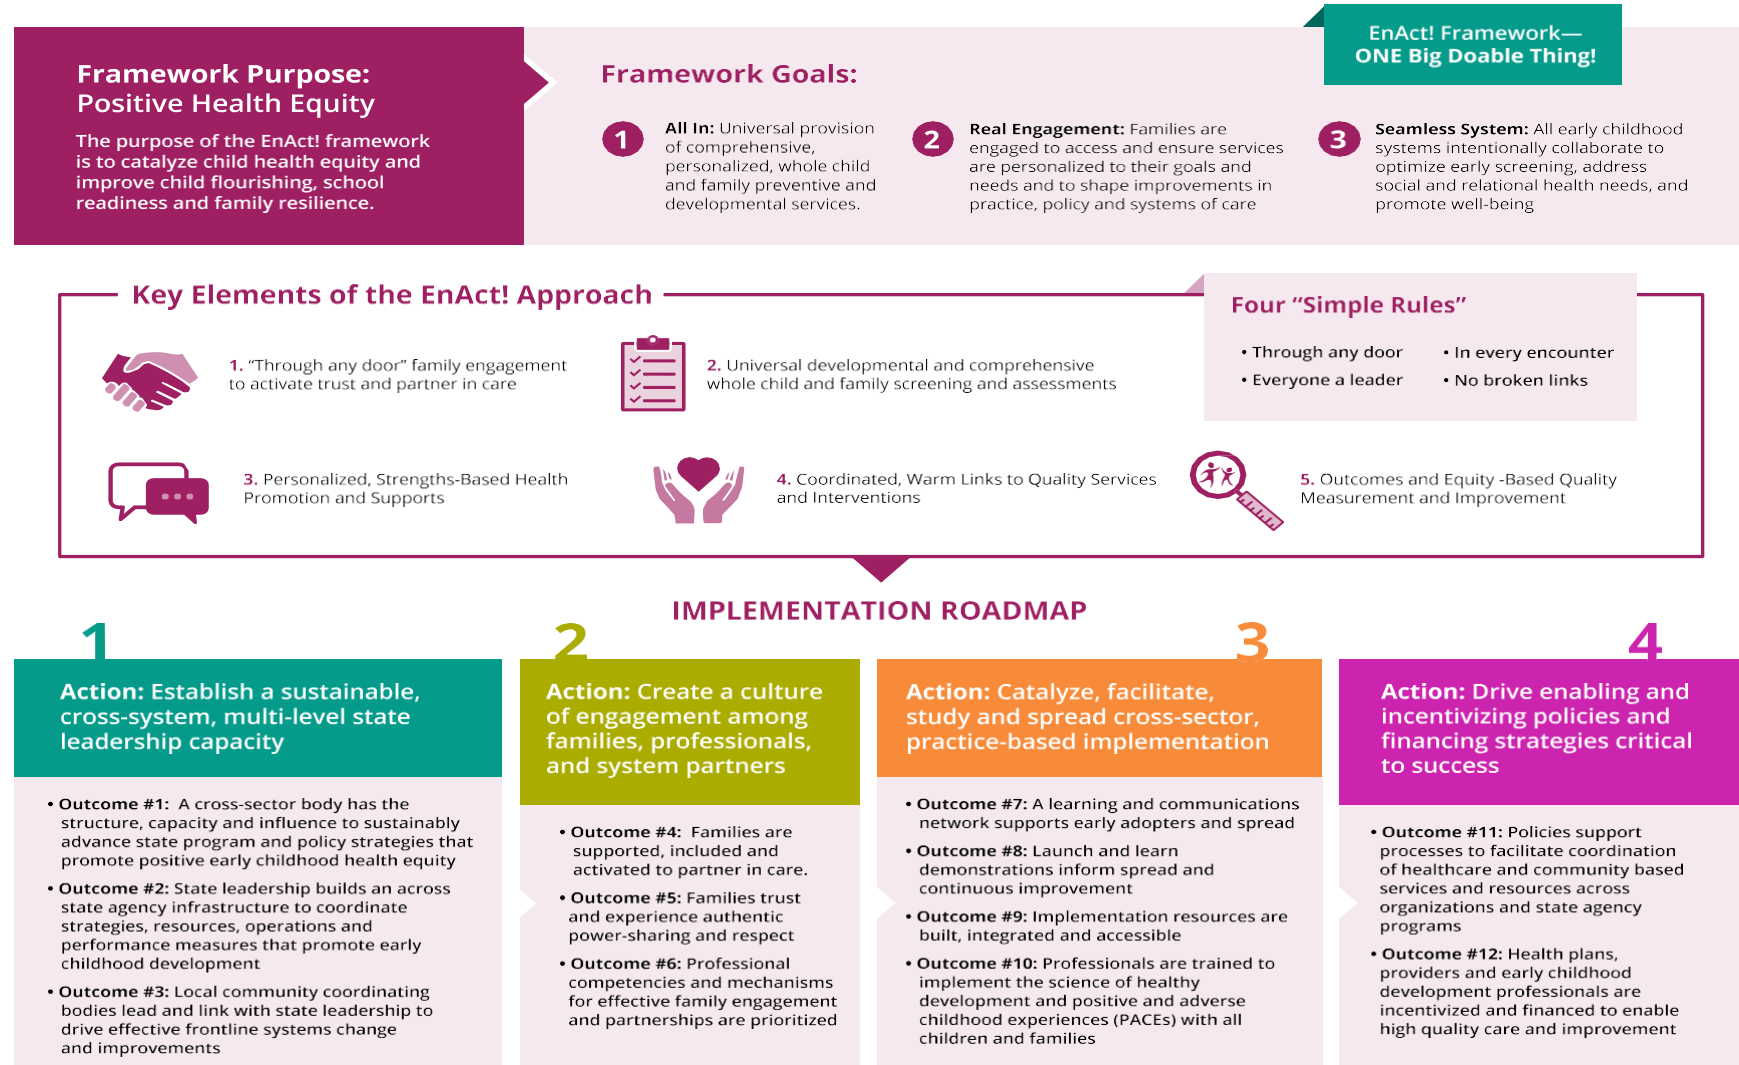 EnAct! Framework—
ONE Big Doable Thing!
Framework Purpose:
Positive Health Equity
The purpose of the EnAct! framework
is to catalyze child health equity and
improve child flourishing, school
readiness and family resilience.
Framework Goals:
1
All In: Universal provision
of comprehensive,
personalized, whole child
and family preventive and
developmental services.
2
Real Engagement: Families are
engaged to access and ensure services
are personalized to their goals and
needs and to shape improvements in
practice, policy and systems of care
3
Seamless System: All early childhood
systems intentionally collaborate to
optimize early screening, address
social and relational health needs, and
promote well-being
Key Elements of the EnAct! Approach
1. “Through any door” family engagement
to activate trust and partner in care
2. Universal developmental and comprehensive
whole child and family screening and assessments
Four “Simple Rules”
• Through any door
• In every encounter
• Everyone a leader
• No broken links
3. Personalized, Strengths-Based Health
Promotion and Supports
4. Coordinated, Warm Links to Quality Services
and Interventions
5. Outcomes and Equity -Based Quality
Measurement and Improvement
IMPLEMENTATION ROADMAP
1
Action: Establish a sustainable,
cross-system, multi-level state
leadership capacity
• Outcome #1: A cross-sector body has the
structure, capacity and influence to sustainably
advance state program and policy strategies that
promote positive early childhood health equity
• Outcome #2: State leadership builds an across
state agency infrastructure to coordinate
strategies, resources, operations and
performance measures that promote early
childhood development
• Outcome #3: Local community coordinating
bodies lead and link with state leadership to
drive effective frontline systems change
and improvements
2
Action: Create a culture
of engagement among
families, professionals,
and system partners
• Outcome #4: Families are
supported, included and
activated to partner in care.
• Outcome #5: Families trust
and experience authentic
power-sharing and respect
• Outcome #6: Professional
competencies and mechanisms
for effective family engagement
and partnerships are prioritized
3
Action: Catalyze, facilitate,
study and spread cross-sector,
practice-based implementation
• Outcome #7: A learning and communications
network supports early adopters and spread
• Outcome #8: Launch and learn
demonstrations inform spread and
continuous improvement
• Outcome #9: Implementation resources are
built, integrated and accessible
• Outcome #10: Professionals are trained to
implement the science of healthy
development and positive and adverse
childhood experiences (PACEs) with all
children and families
4
Action: Drive enabling and
incentivizing policies and
financing strategies critical
to success
• Outcome #11: Policies support
processes to facilitate coordination
of healthcare and community based
services and resources across
organizations and state agency
programs
• Outcome #12: Health plans,
providers and early childhood
development professionals are
incentivized and financed to enable
high quality care and improvement